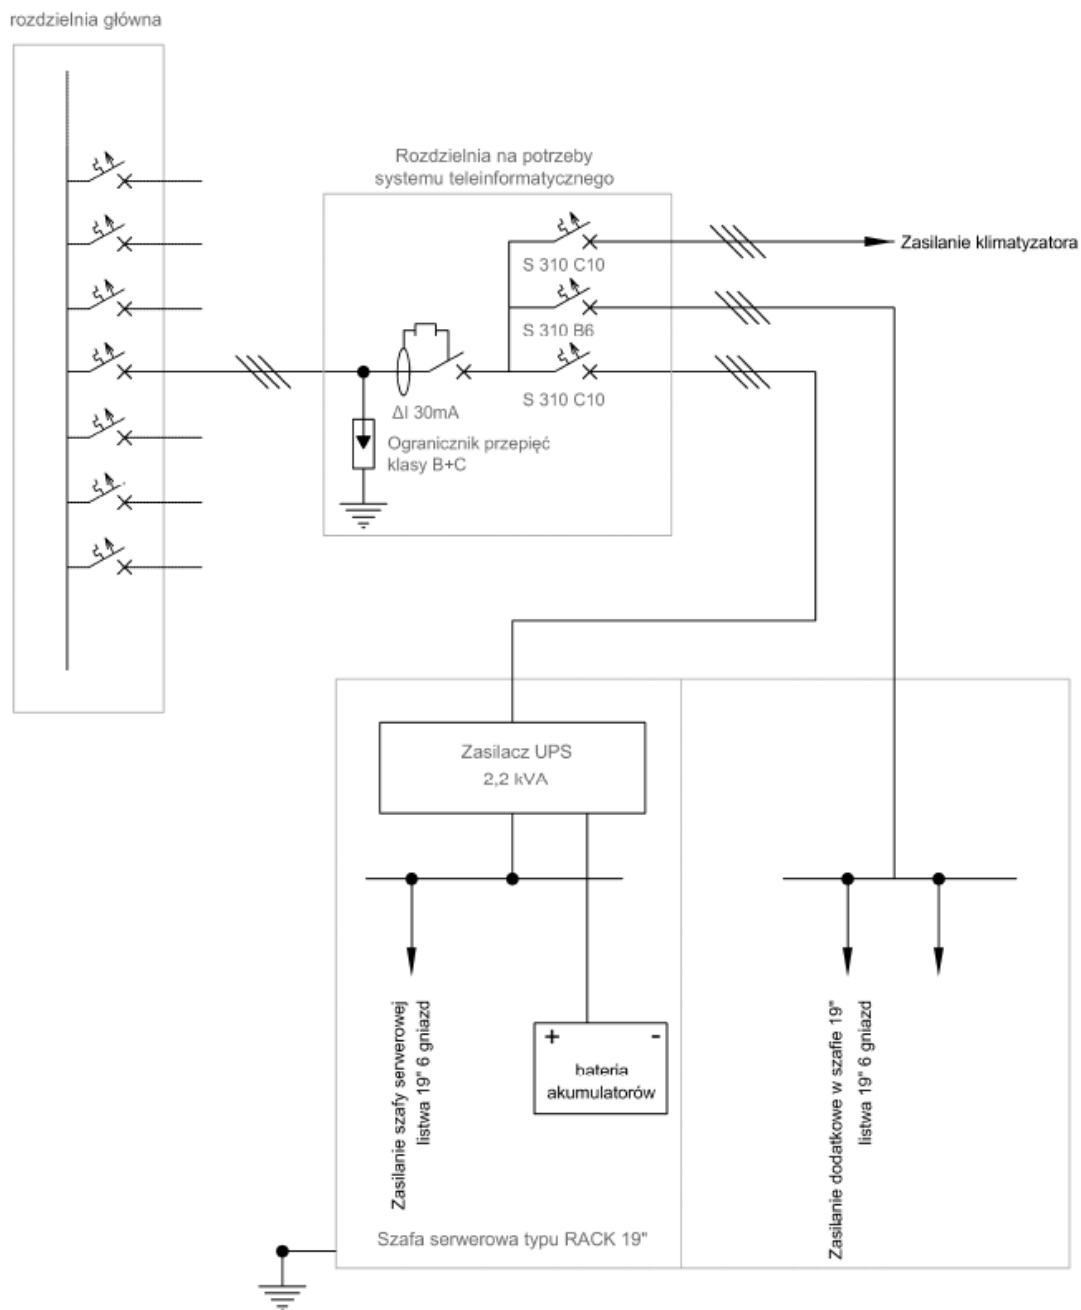 rozdzielnia główna
Rozdzielnia na potrzeby
systemu teleinformatycznego
S 310 C10
Zasilanie klimatyzatora
S 310 B6
S 310 C10
ΔI 30mA
Ogranicznik przepięć
klasy B+C
Zasilacz UPS
2,2 kVA
Zasilanie szafy serwerowej
listwa 19" 6 gniazd
+ -
bateria
akumulatorów
Zasilanie dodatkowe w szafie 19"
listwa 19" 6 gniazd
Szafa serwerowa typu RACK 19"